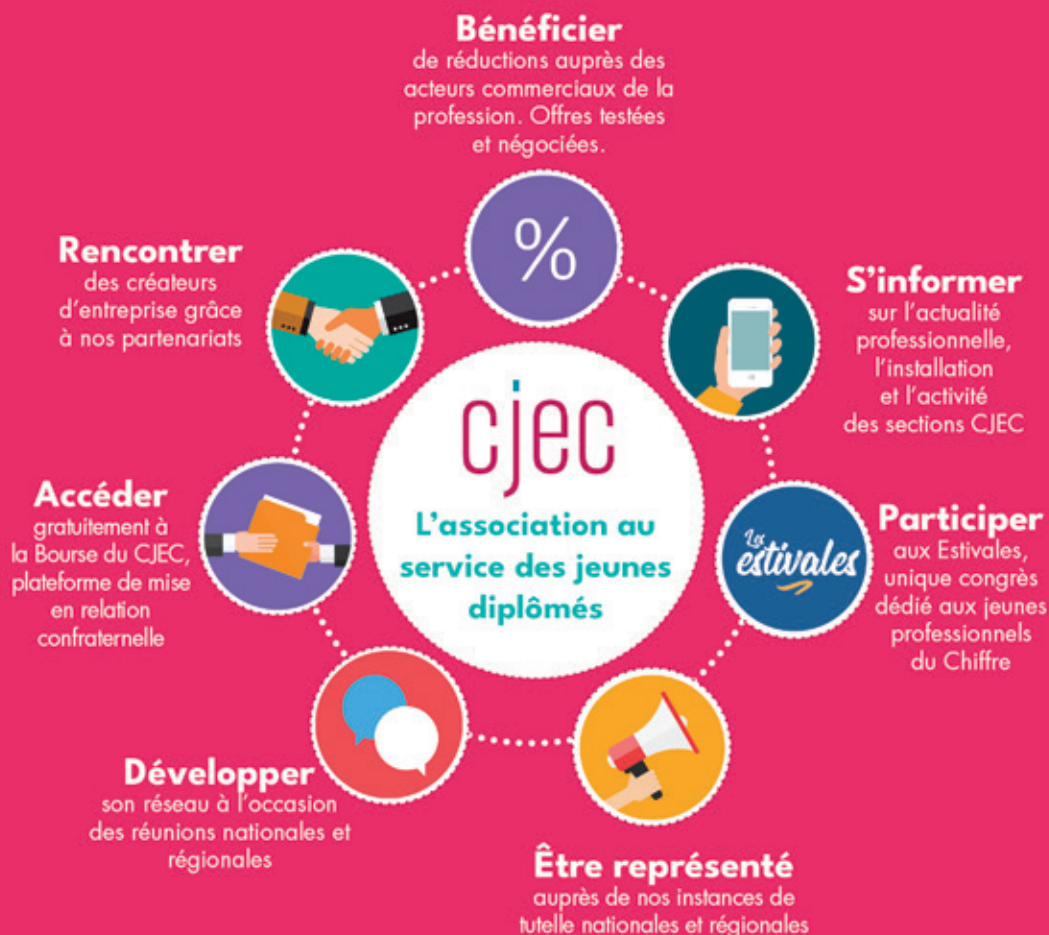 Bénéficier
de réductions auprès des
acteurs commerciaux de la
profession. Offres testées
et négociées.
%
Rencontrer
des créateurs
d'entreprise grâce
à nos partenariats
S'informer
sur l'actualité
professionnelle,
l'installation
et l'activité
des sections CJEC
cjec
L'association au
service des jeunes
diplômés
Accéder
gratuitement à
la Bourse du CJEC,
plateforme de mise
en relation
confraternelle
Les
estivales
Participer
aux Estivales,
unique congrès
dédié aux jeunes
professionnels
du Chiffre
Développer
son réseau à l'occasion
des réunions nationales et
régionales
Être représenté
auprès de nos instances de
tutelle nationales et régionales